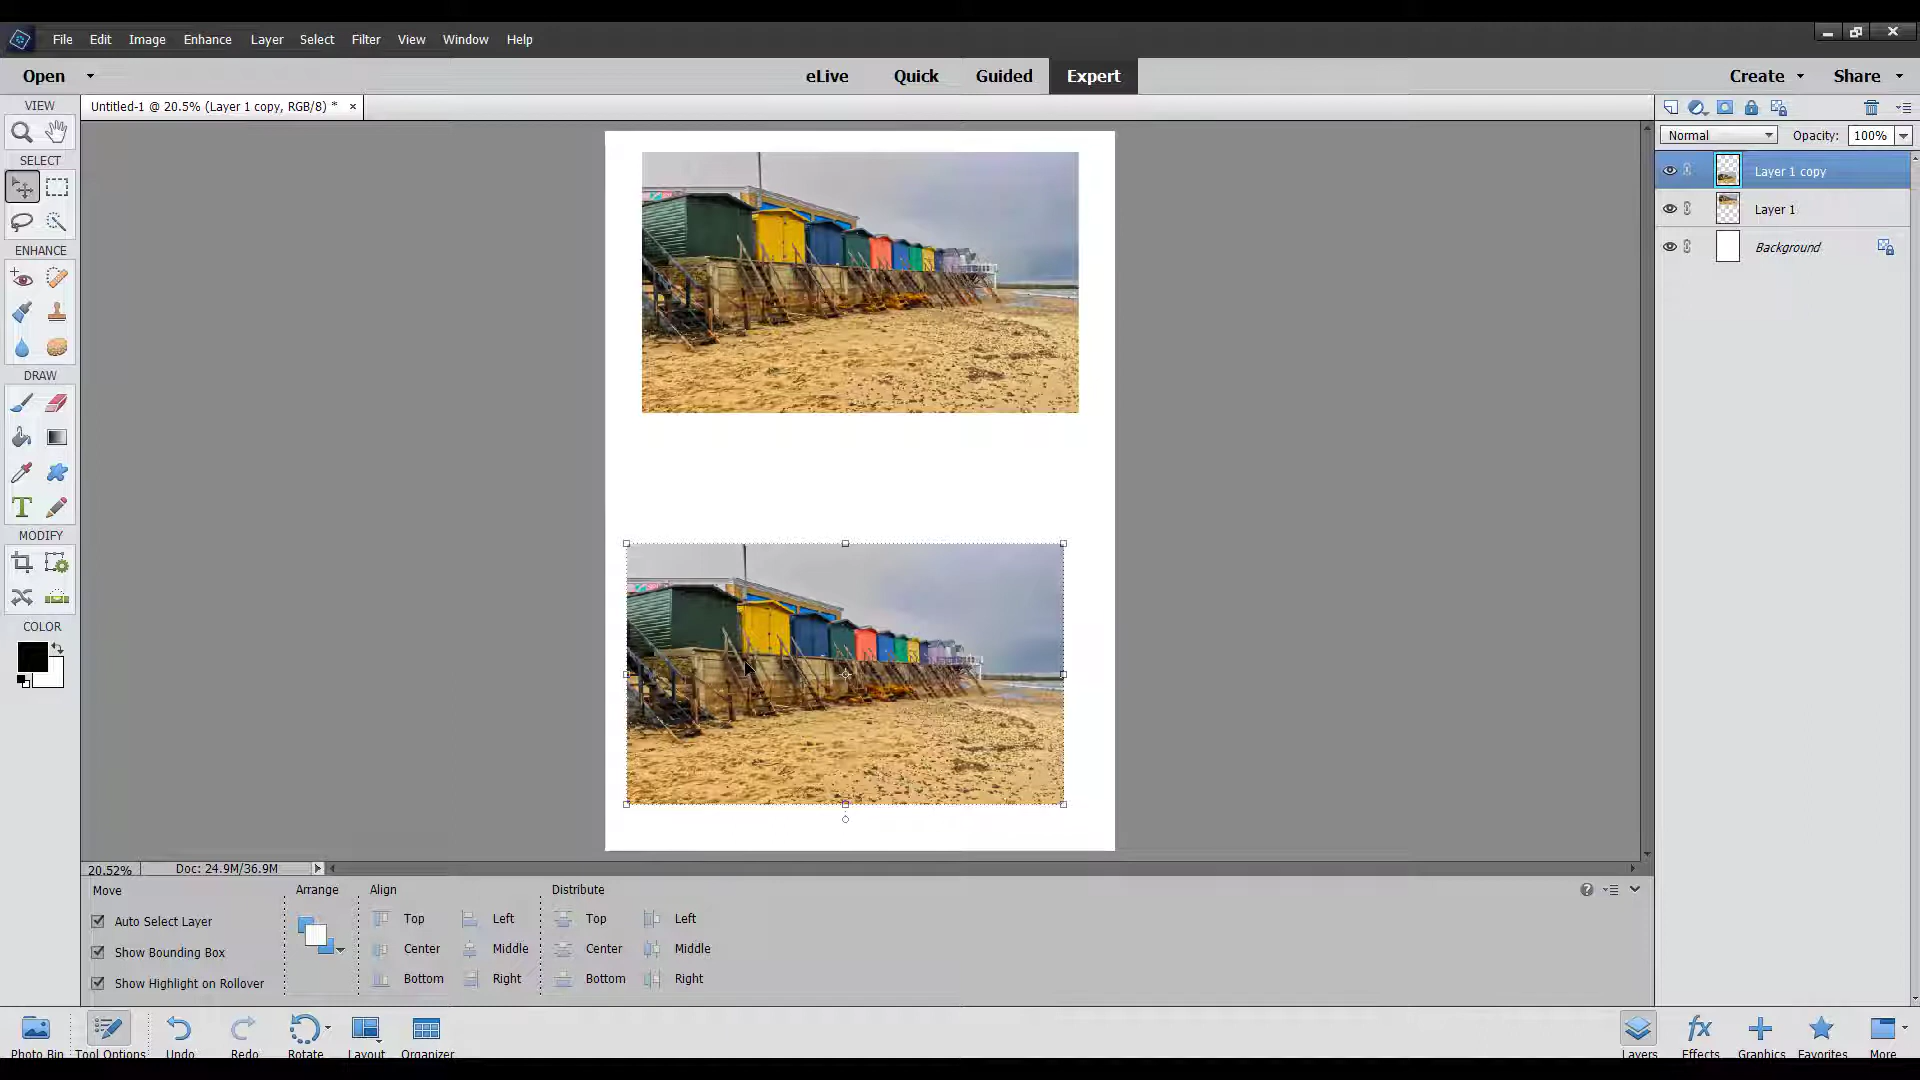 File Edit Image Enhance Layer Select Filter View Window Help
Open eLive Quick Guided Expert Create Share
VIEW Untitled-1 @ 20.5% (Layer 1 copy, RGB/8) * ×
Normal Opacity: 100%
SELECT
Layer 1 copy
Layer 1
ENHANCE
Background
DRAW
T
MODIFY
COLOR
20.52% Doc: 24.9M/36.9M
Move Arrange Align Distribute
Auto Select Layer Top Left Top Left
Show Bounding Box Center Middle Center Middle
Show Highlight on Rollover Bottom Right Bottom Right
fx
Photo Bin Tool Options Undo Redo Rotate Layout Organizer Layers Effects Graphics Favorites More